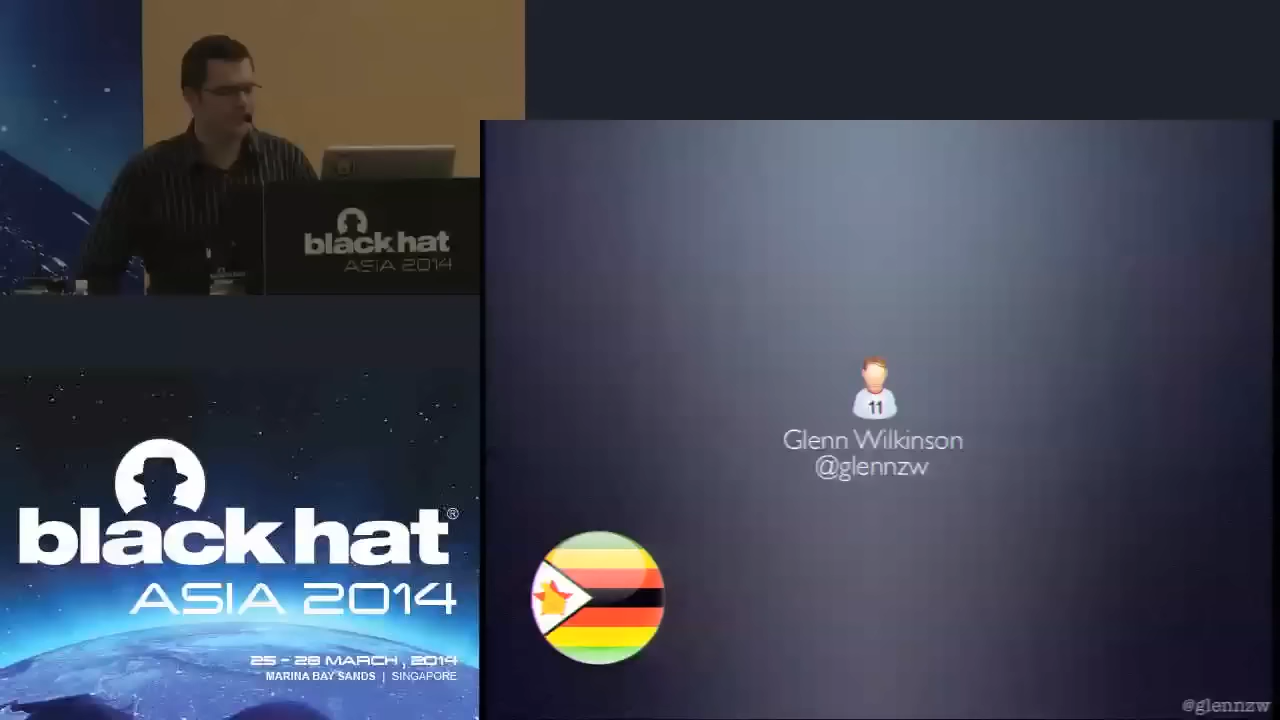 black hat
ASIA 2014
11
Glenn Wilkinson
@glennzw
black hat®
ASIA 2014
25 - 28 MARCH, 2014
MARINA BAY SANDS | SINGAPORE
@glennzw